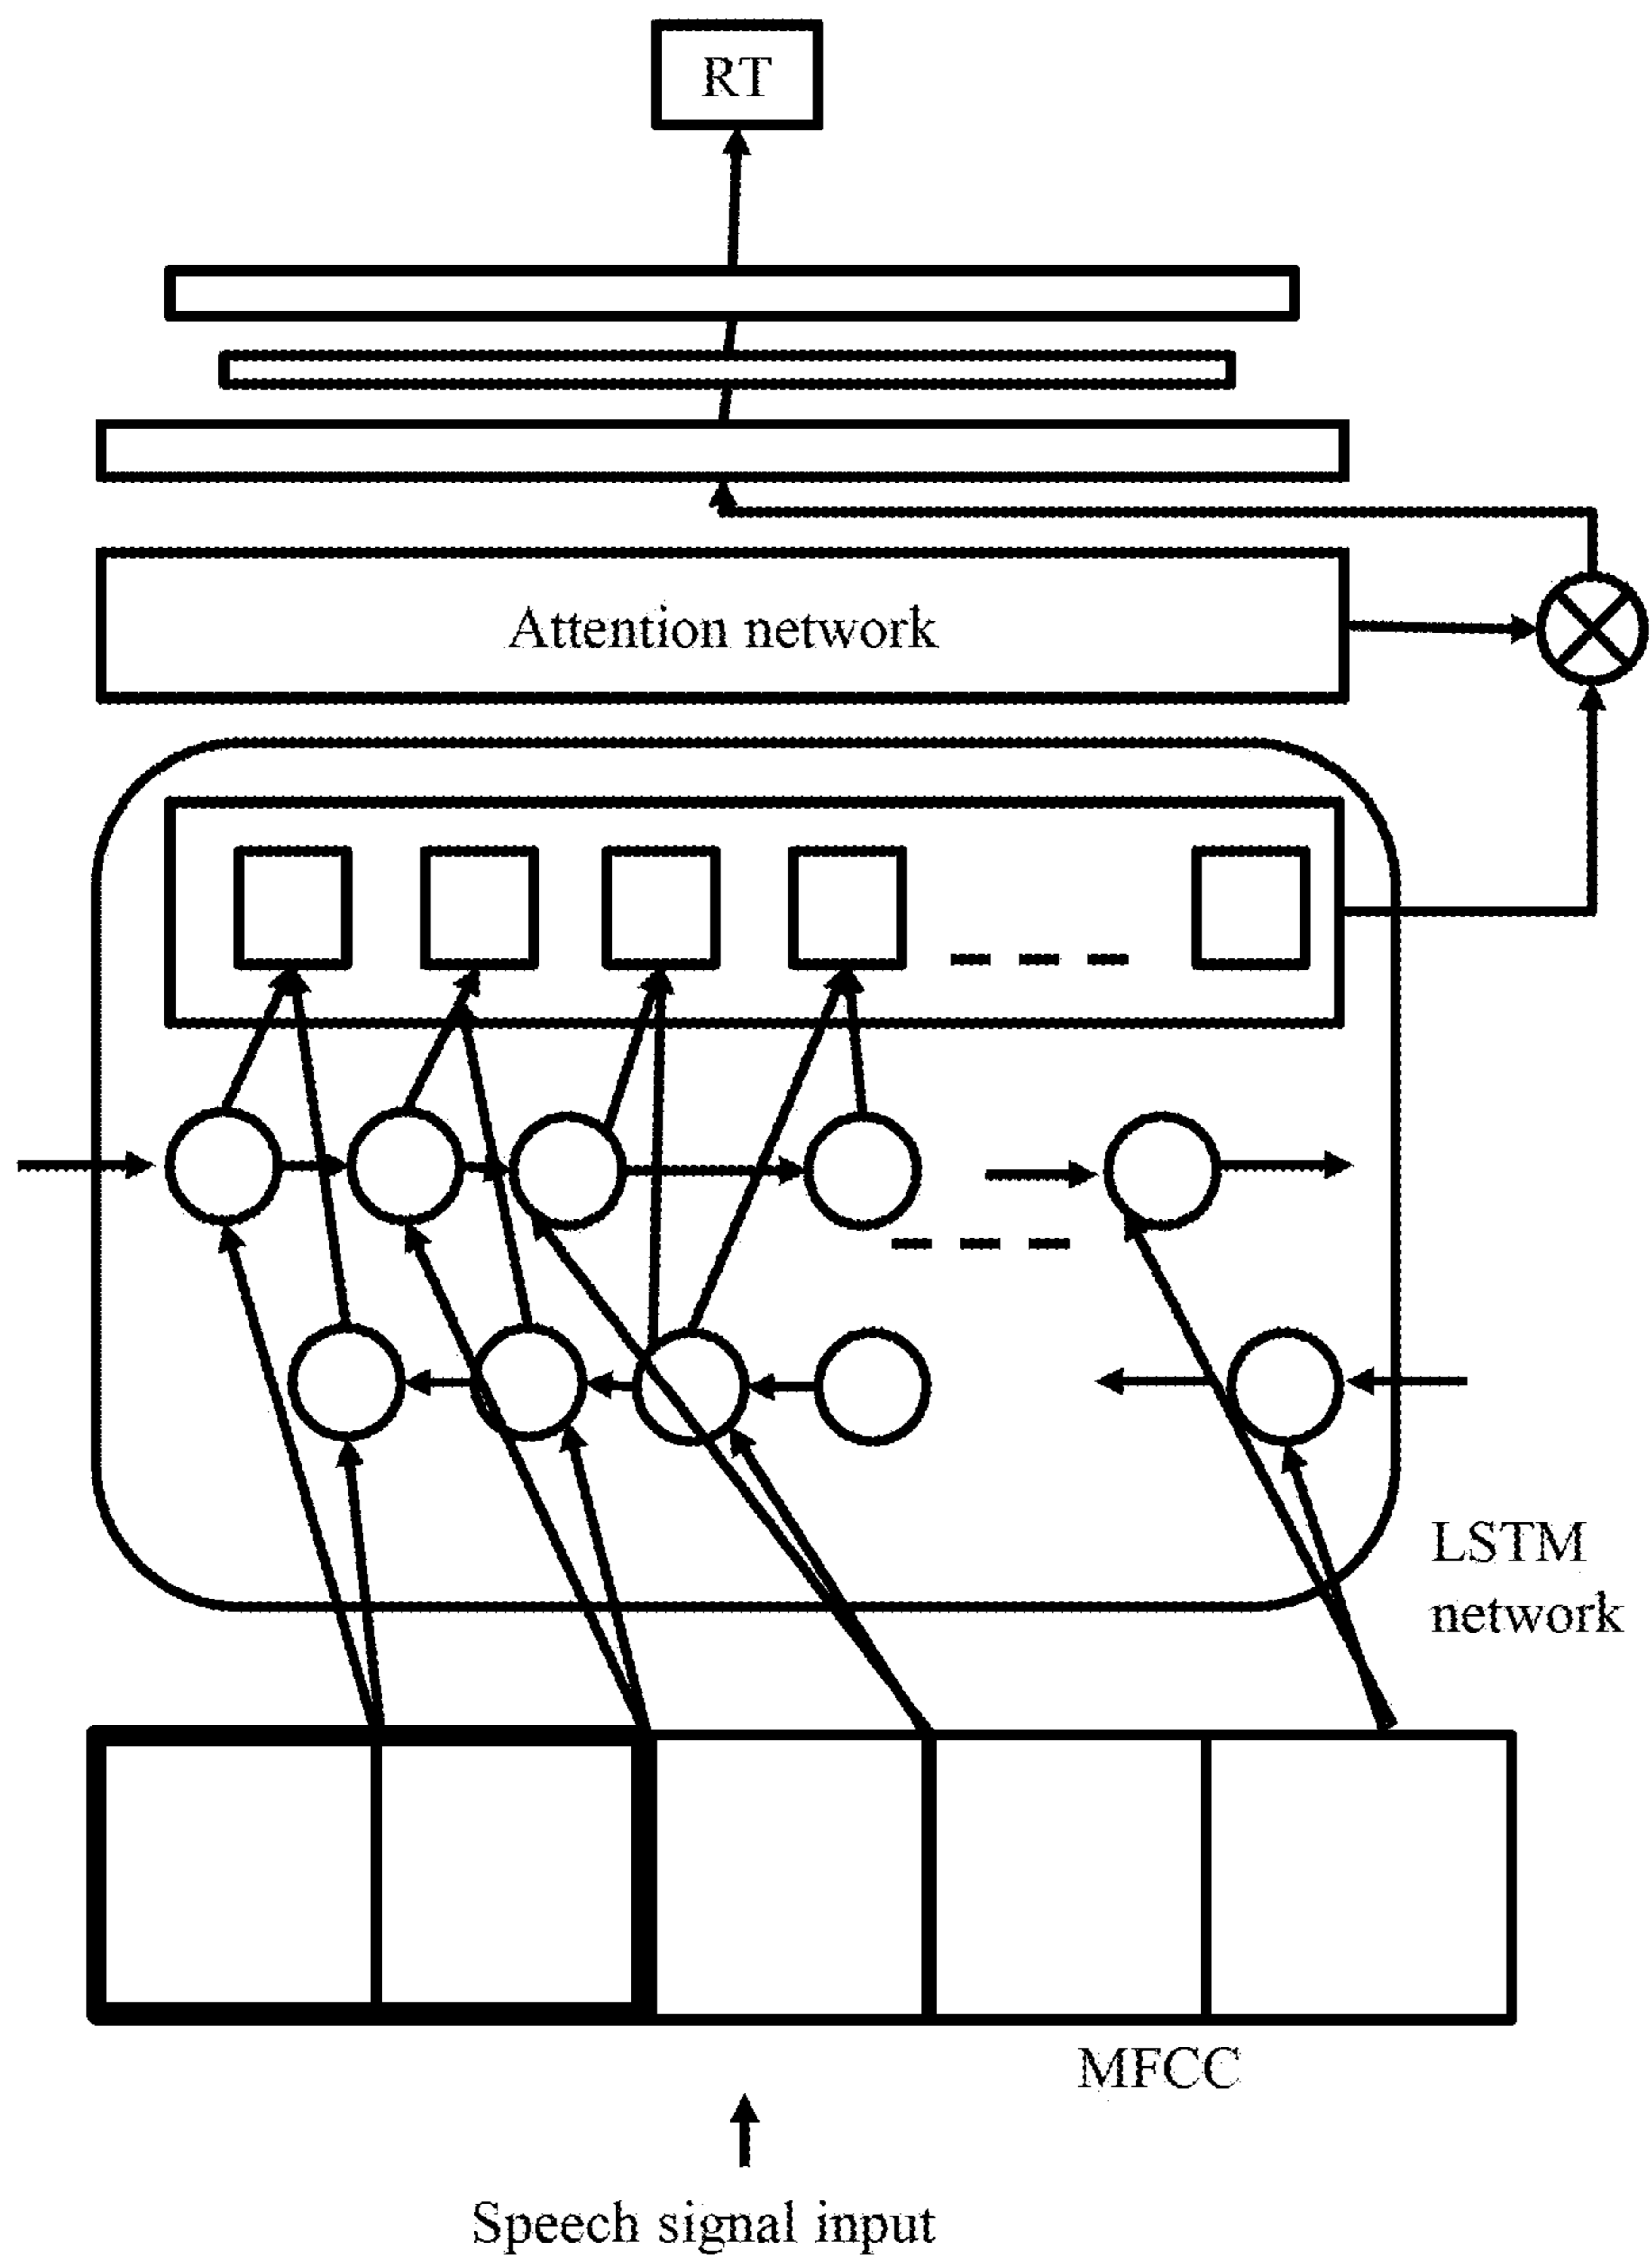 RT
Attention network
LSTM
network
MFCC
Speech signal input